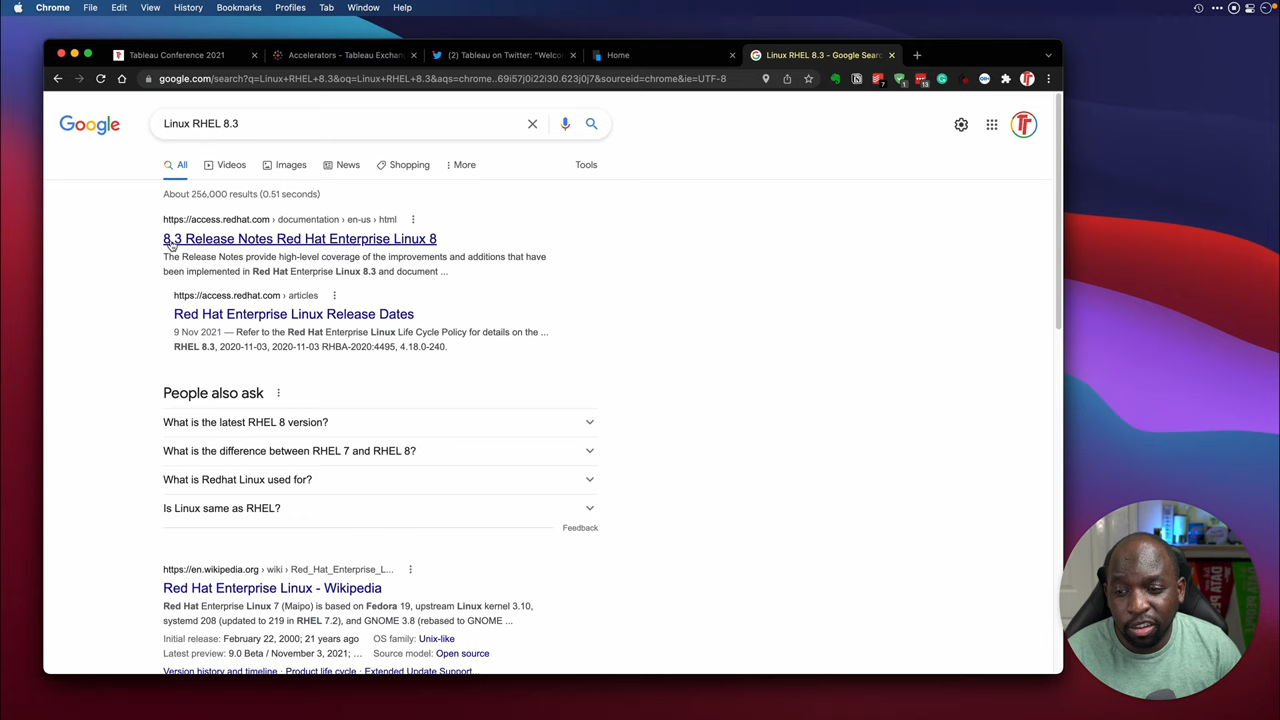 Chrome File Edit View History Bookmarks Profiles Tab Window Help
Tableau Conference 2021
Accelerators - Tableau Exchan
(2) Tableau on Twitter: "Welco
Home
Linux RHEL 8.3 - Google Searc
google.com/search?q=Linux+RHEL+8.3&oq=Linux+RHEL+8.3&aqs=chrome..69i57j0i22i30.623j0j7&sourceid=chrome&ie=UTF-8
7
1
13
Google
Linux RHEL 8.3
TT
All Videos Images News Shopping More Tools
About 256,000 results (0.51 seconds)
https://access.redhat.com › documentation › en-us › html
8.3 Release Notes Red Hat Enterprise Linux 8
The Release Notes provide high-level coverage of the improvements and additions that have
been implemented in Red Hat Enterprise Linux 8.3 and document ...
https://access.redhat.com › articles
Red Hat Enterprise Linux Release Dates
9 Nov 2021 — Refer to the Red Hat Enterprise Linux Life Cycle Policy for details on the ...
RHEL 8.3, 2020-11-03, 2020-11-03 RHBA-2020:4495, 4.18.0-240.
People also ask
What is the latest RHEL 8 version?
What is the difference between RHEL 7 and RHEL 8?
What is Redhat Linux used for?
Is Linux same as RHEL?
Feedback
https://en.wikipedia.org › wiki › Red_Hat_Enterprise_L...
Red Hat Enterprise Linux - Wikipedia
Red Hat Enterprise Linux 7 (Maipo) is based on Fedora 19, upstream Linux kernel 3.10,
systemd 208 (updated to 219 in RHEL 7.2), and GNOME 3.8 (rebased to GNOME ...
Initial release: February 22, 2000; 21 years ago OS family: Unix-like
Latest preview: 9.0 Beta / November 3, 2021; ... Source model: Open source
Version history and timeline · Product life cycle · Extended Update Support...